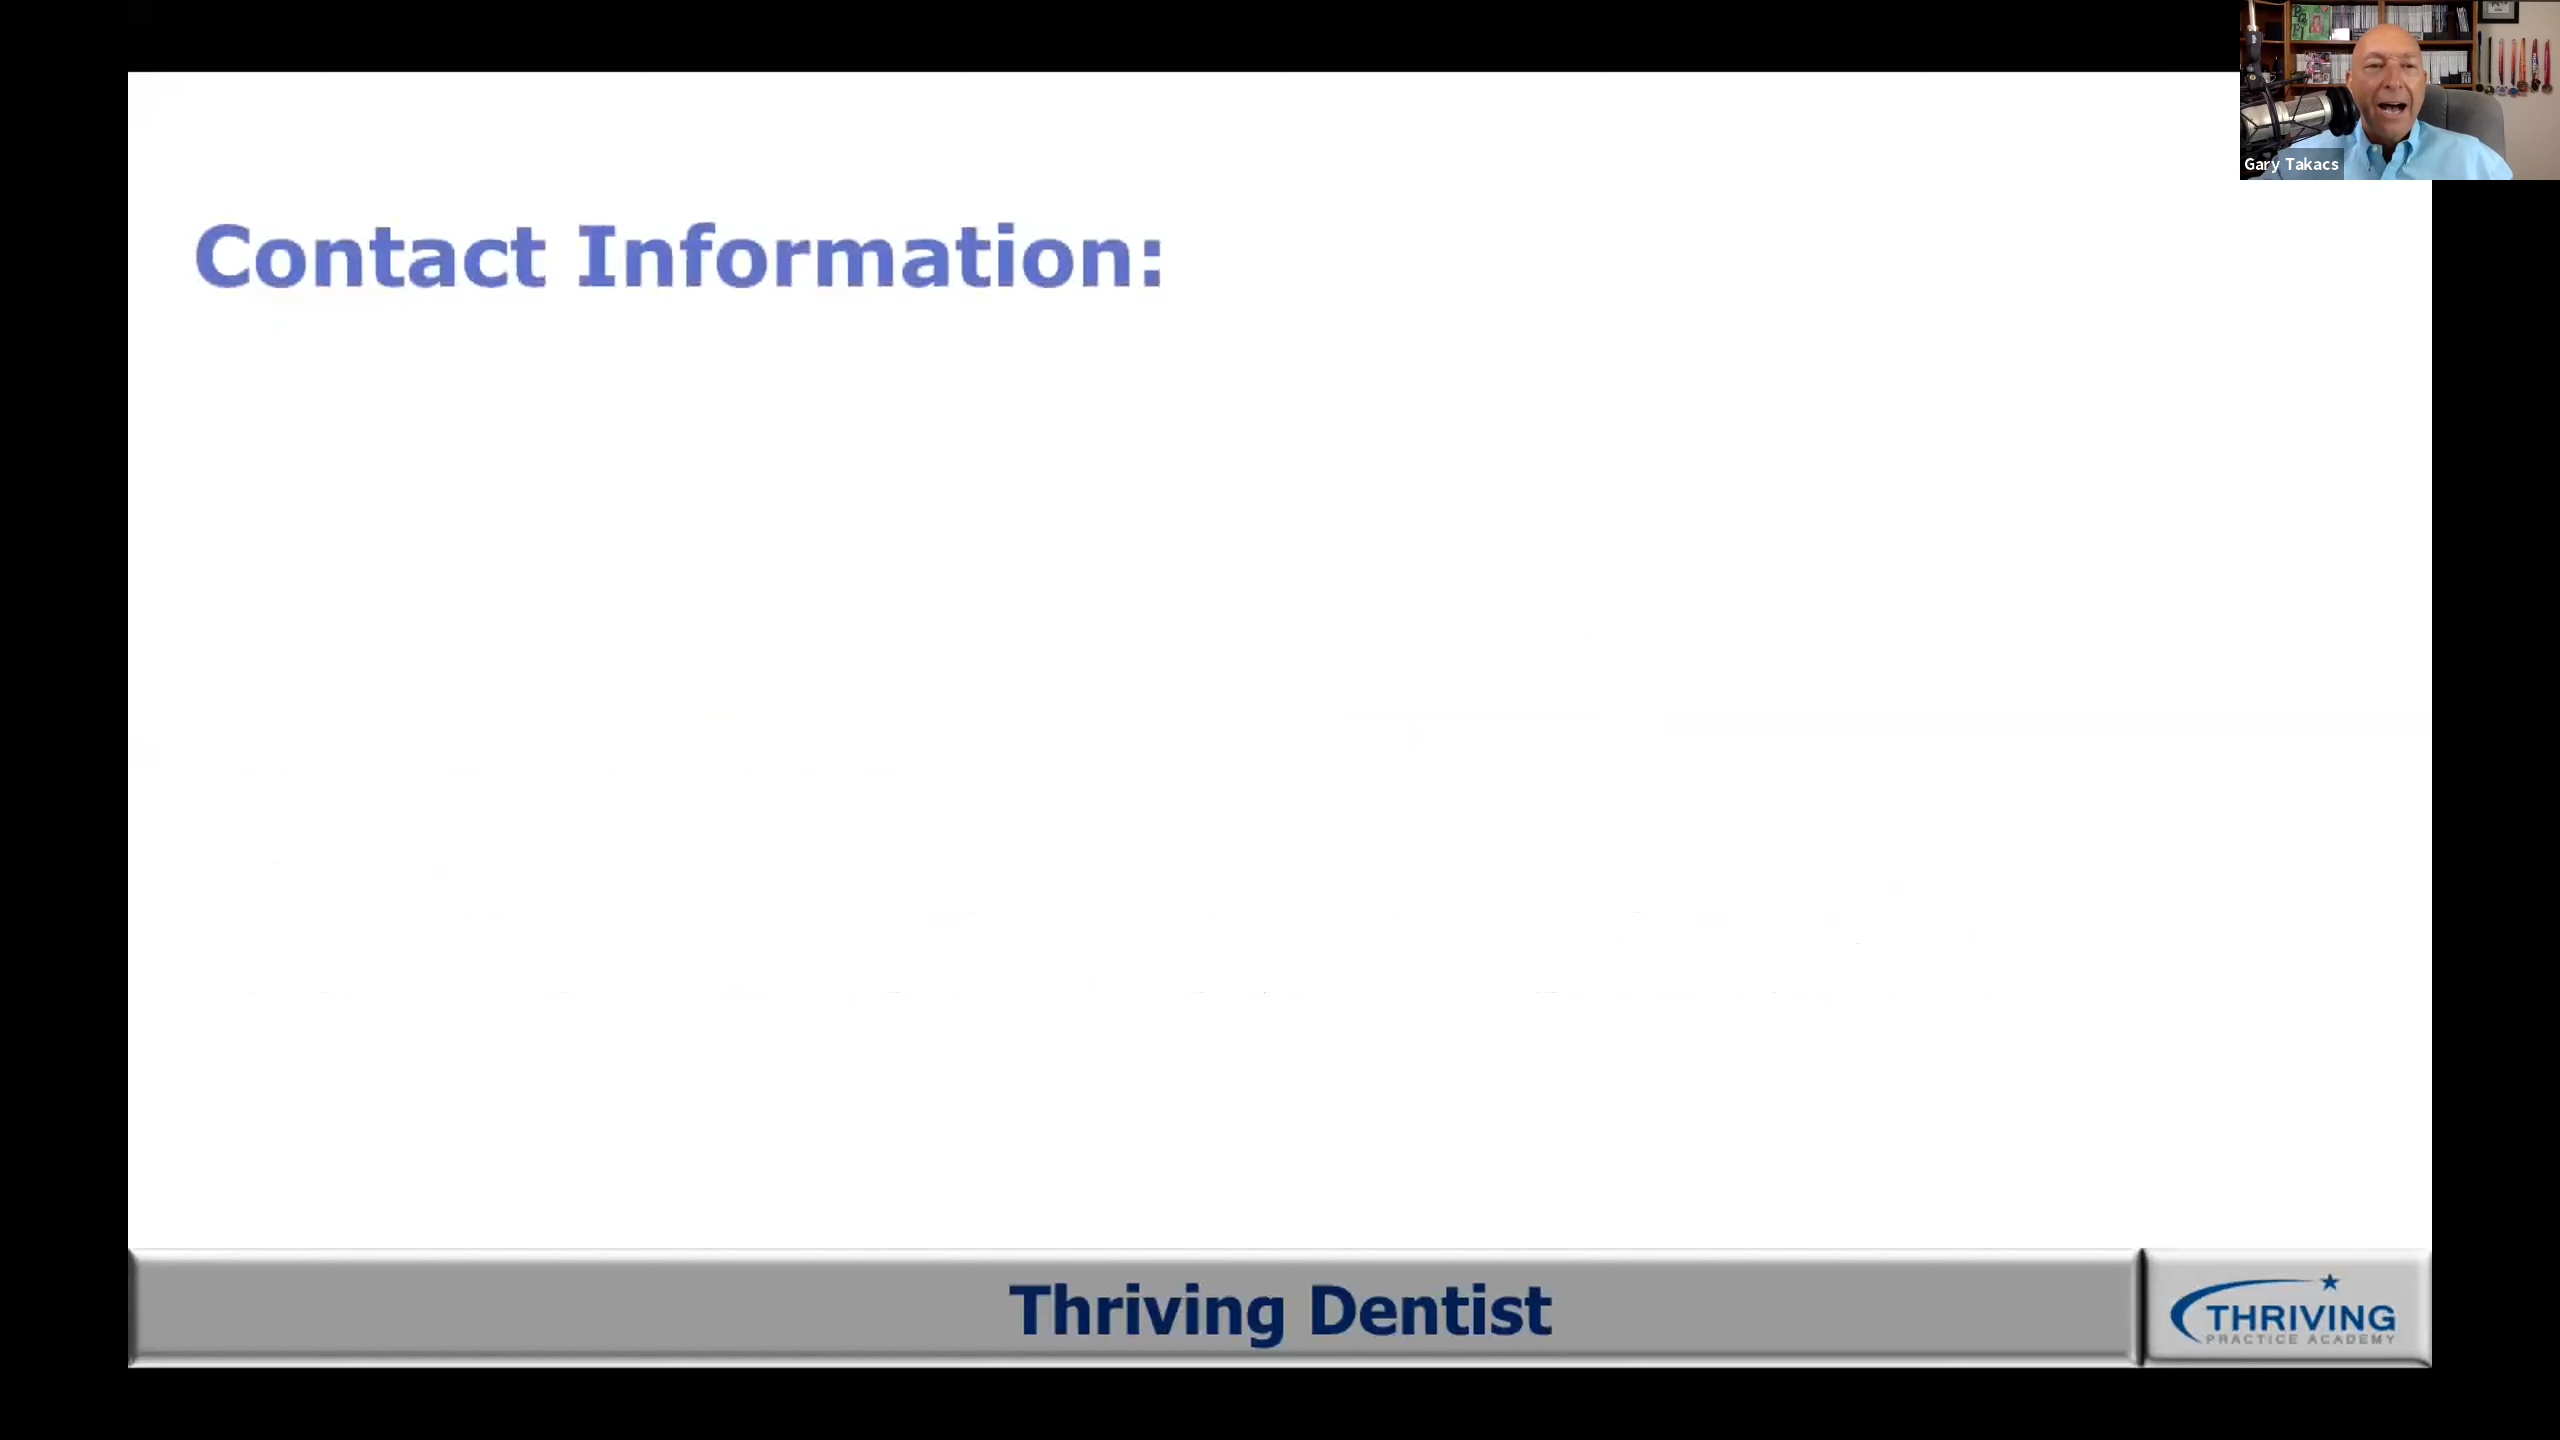 Gary Takacs
Contact Information:
Thriving Dentist
THRIVING
PRACTICE ACADEMY